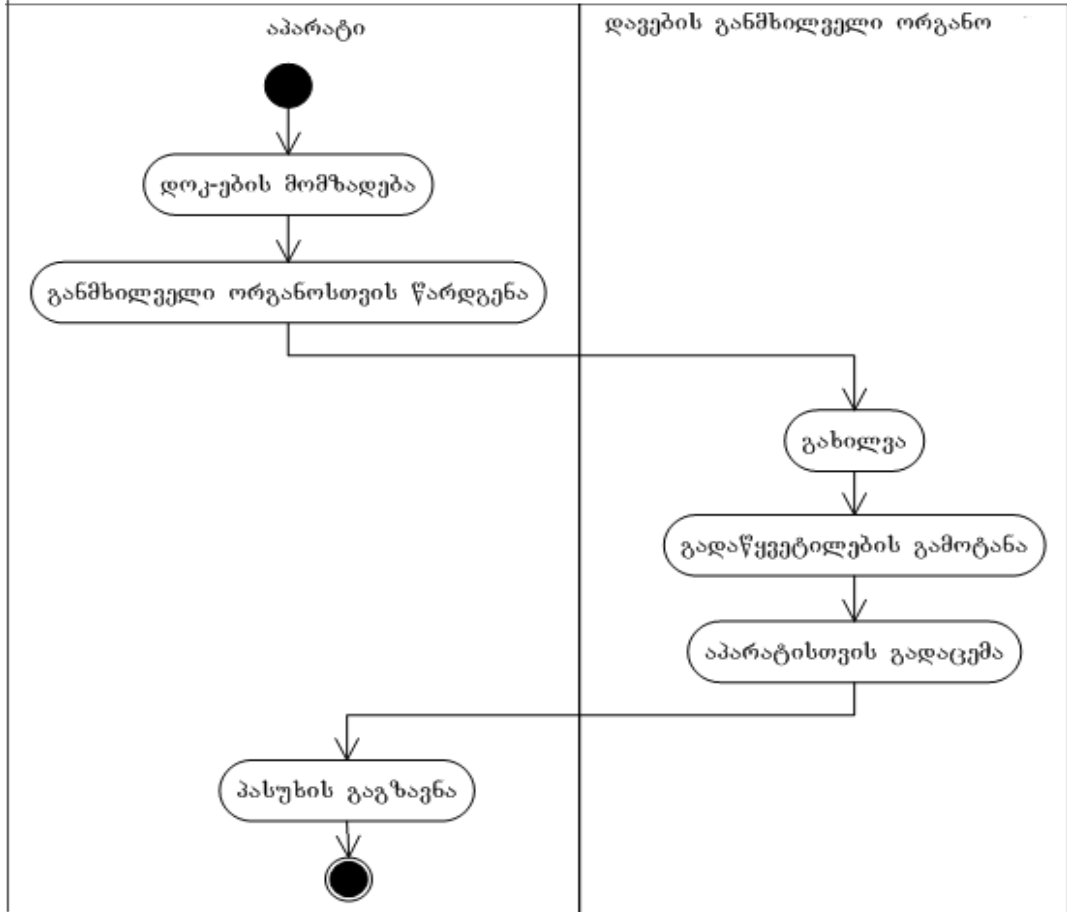 აპარატი
დავების განმხილველი ორგანო
დოკ-ების მომზადება
განმხილველი ორგანოსთვის წარდგენა
გახილვა
გადაწყვეტილების გამოტანა
აპარატისთვის გადაცემა
პასუხის გაგზავნა